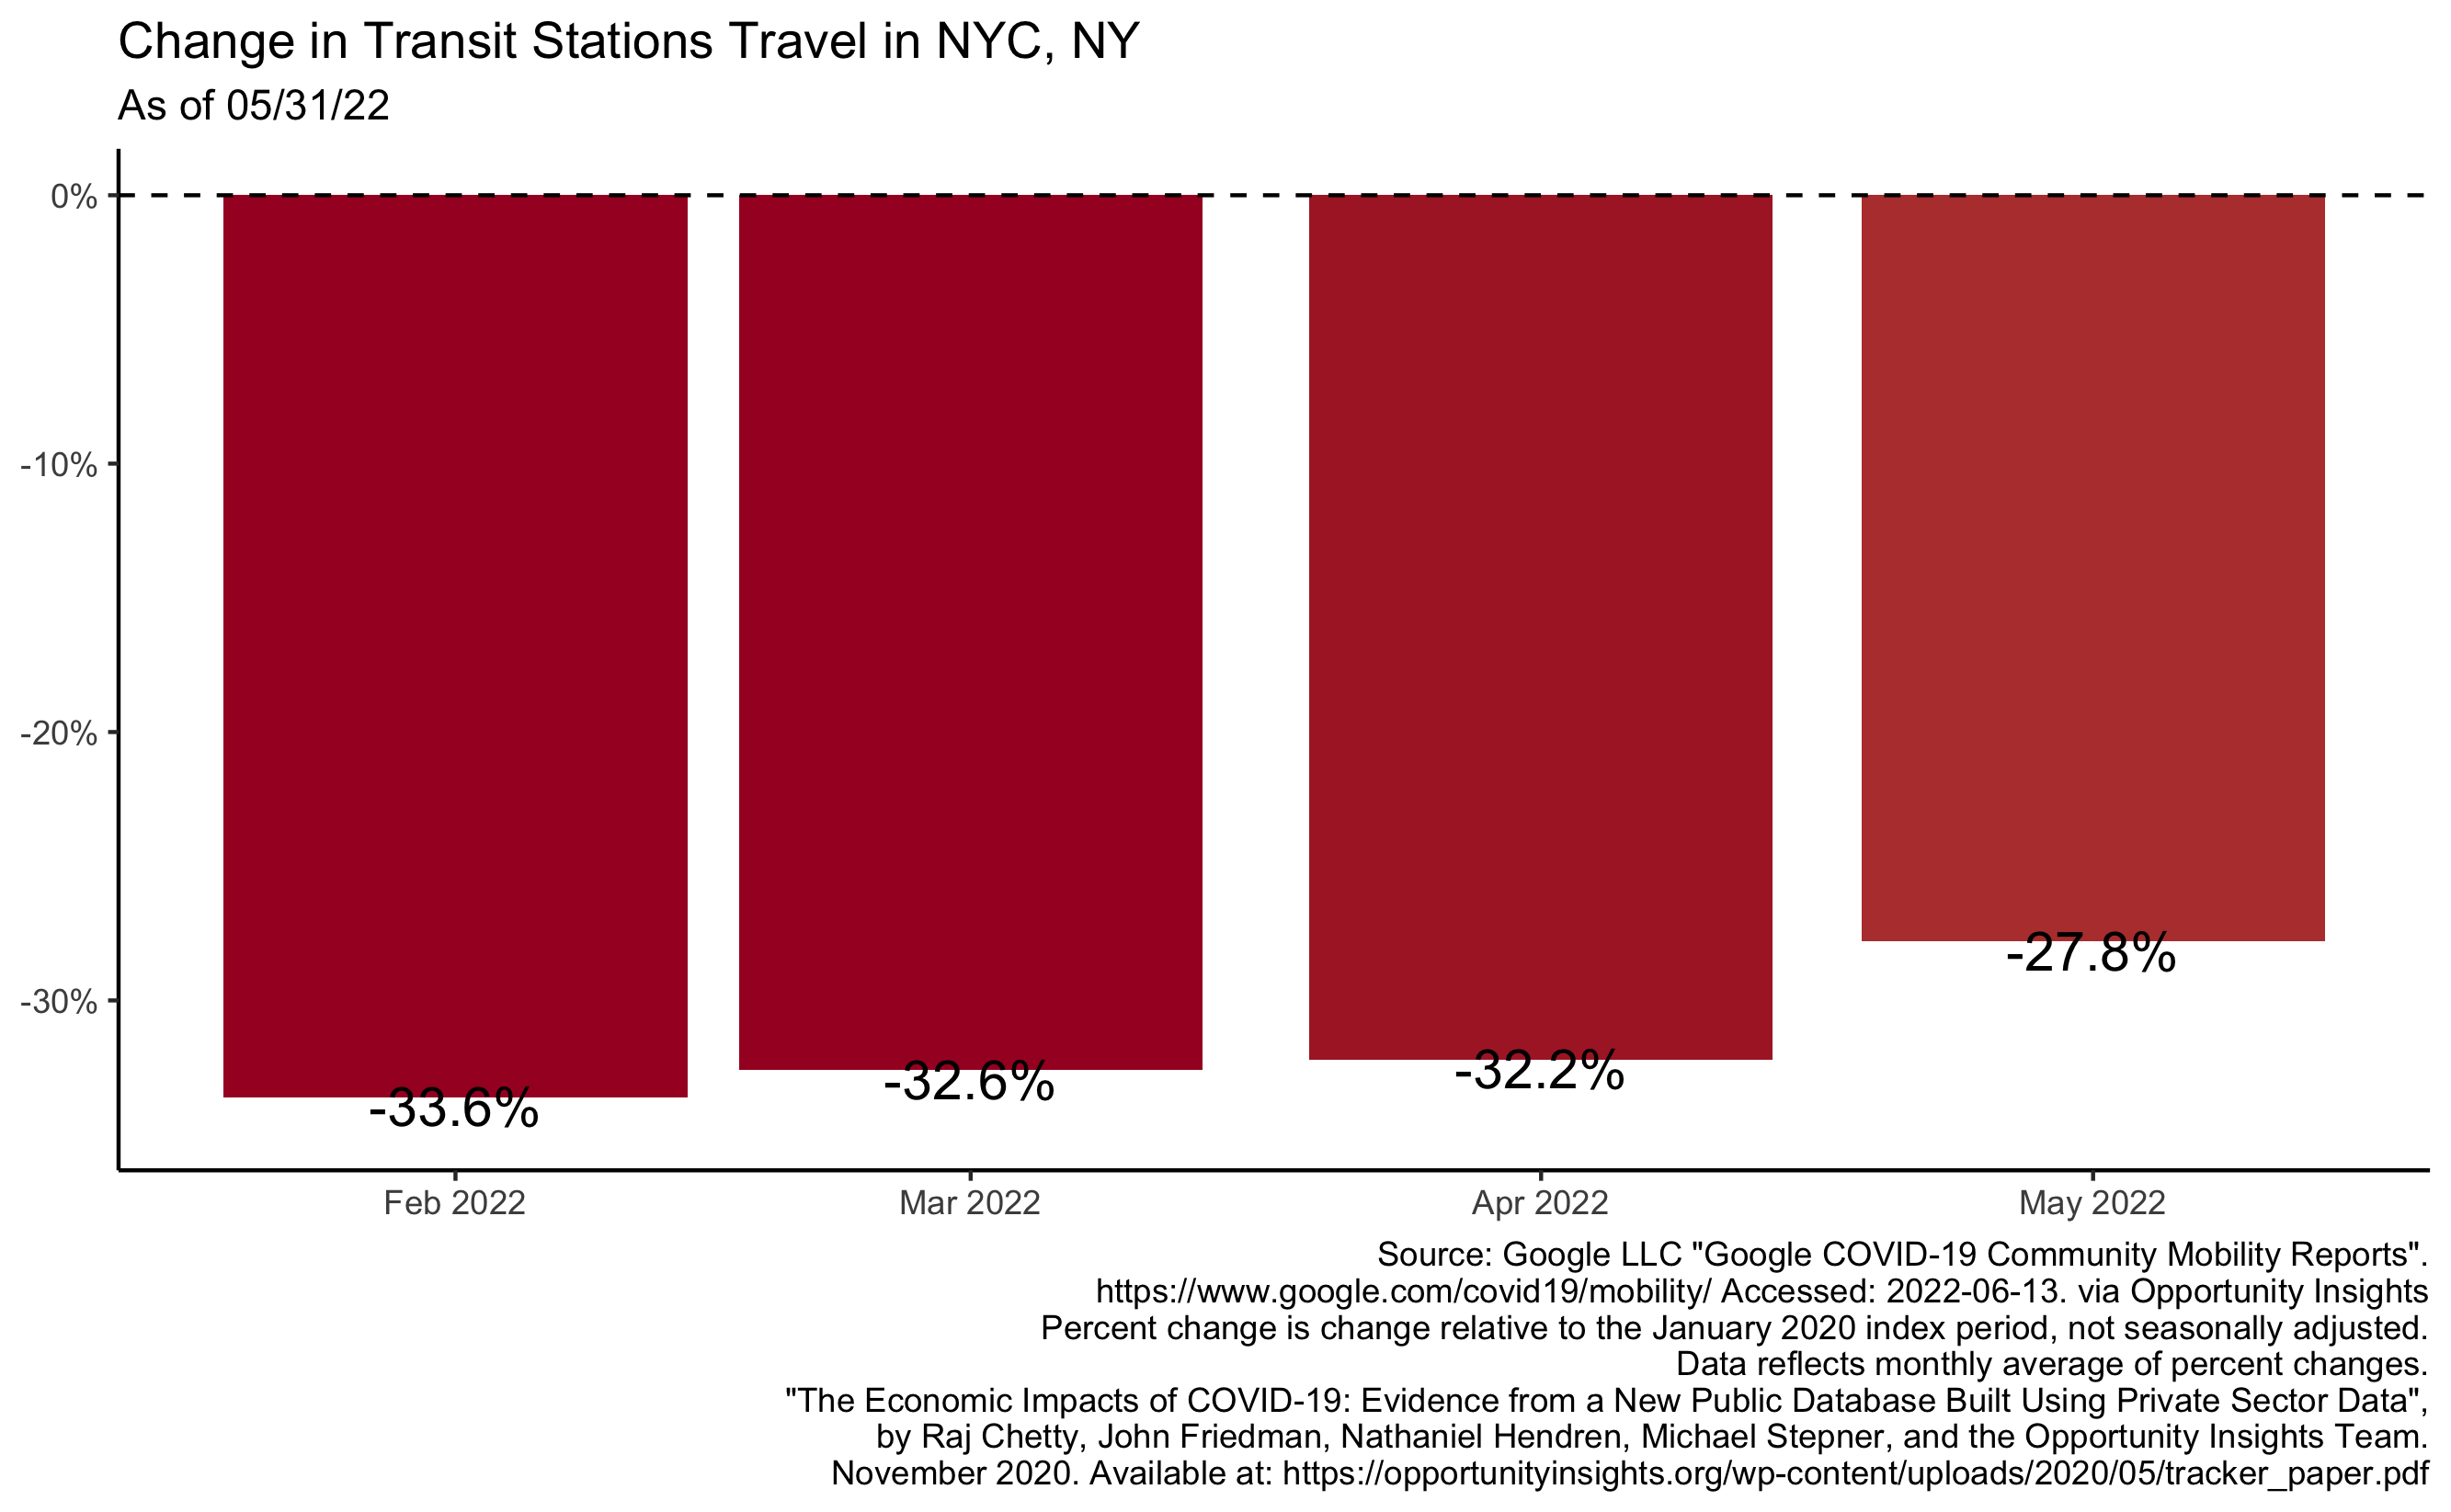 Change in Transit Stations Travel in NYC, NY
As of 05/31/22
0%
-10%
-20%
-30%
-33.6%
-32.6%
-32.2%
-27.8%
Feb 2022
Mar 2022
Apr 2022
May 2022
Source: Google LLC "Google COVID-19 Community Mobility Reports".
https://www.google.com/covid19/mobility/ Accessed: 2022-06-13. via Opportunity Insights
Percent change is change relative to the January 2020 index period, not seasonally adjusted.
Data reflects monthly average of percent changes.
"The Economic Impacts of COVID-19: Evidence from a New Public Database Built Using Private Sector Data",
by Raj Chetty, John Friedman, Nathaniel Hendren, Michael Stepner, and the Opportunity Insights Team.
November 2020. Available at: https://opportunityinsights.org/wp-content/uploads/2020/05/tracker_paper.pdf